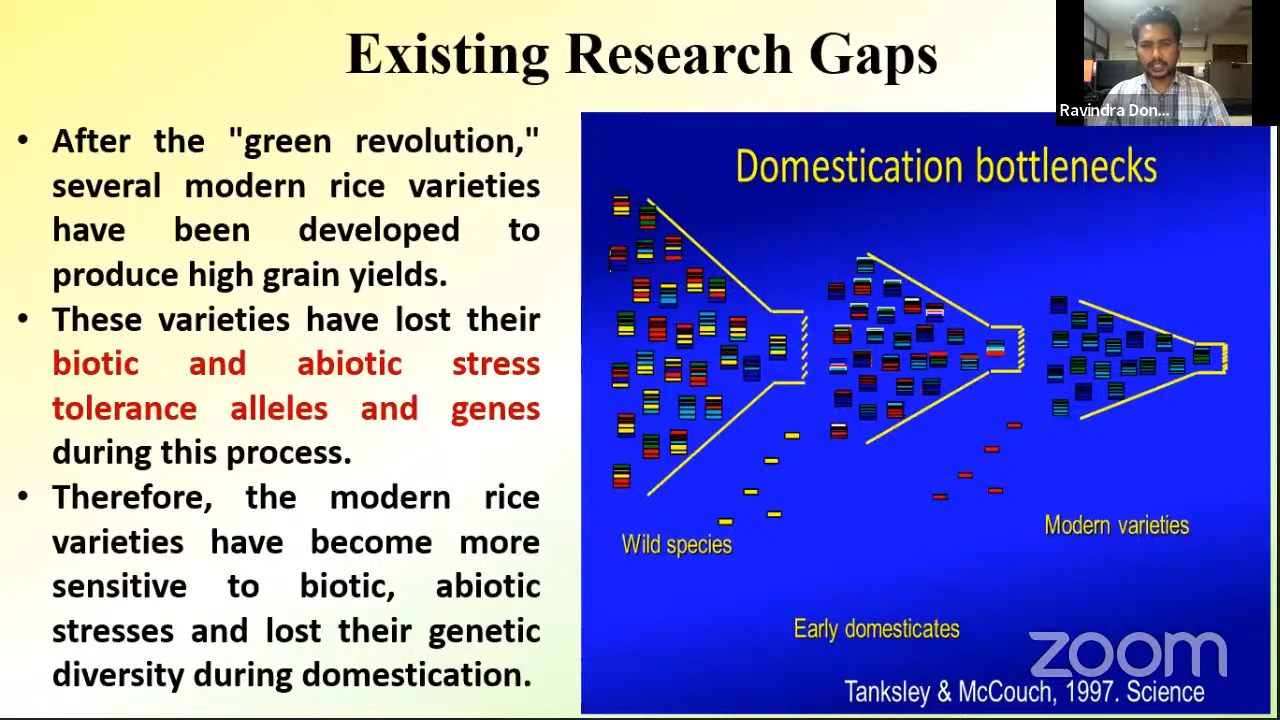 Existing Research Gaps
Ravindra Don...
• After the "green revolution,"
several modern rice varieties
have been developed to
produce high grain yields.
• These varieties have lost their
biotic and abiotic stress
tolerance alleles and genes
during this process.
• Therefore, the modern rice
varieties have become more
sensitive to biotic, abiotic
stresses and lost their genetic
diversity during domestication.
Domestication bottlenecks
Wild species
Early domesticates
Modern varieties
zoom
Tanksley & McCouch, 1997. Science